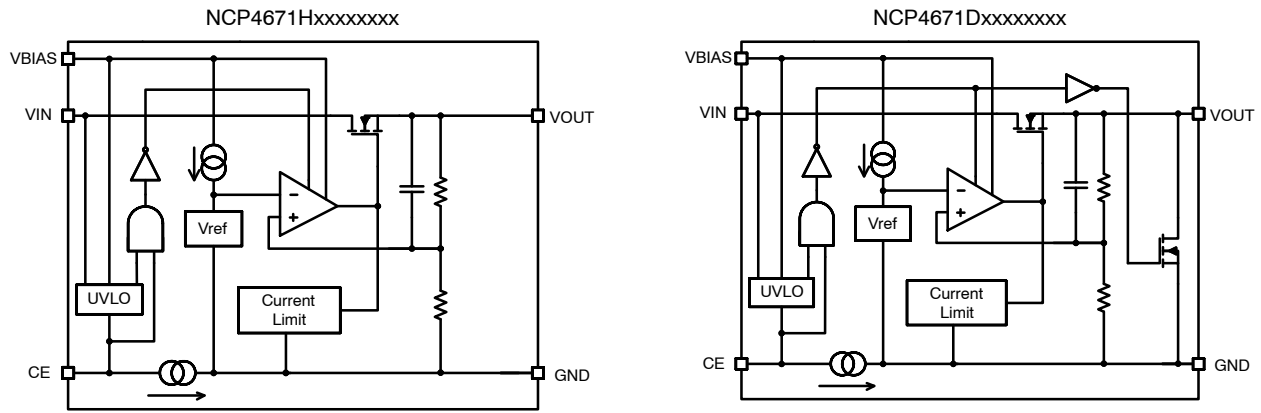 NCP4671Hxxxxxxxx
VBIAS
VIN
VOUT
−
+
Vref
UVLO
Current
Limit
CE
GND
NCP4671Dxxxxxxxx
VBIAS
VIN
VOUT
−
+
Vref
UVLO
Current
Limit
CE
GND